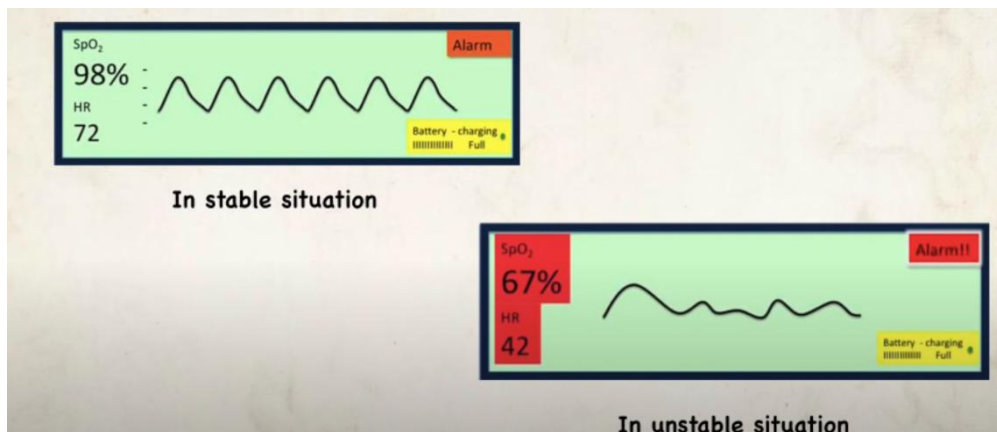 SpO₂
Alarm
98%
HR
72
Battery - charging
Full
In stable situation
SpO₂
Alarm!!
67%
HR
42
Battery - charging
Full
In unstable situation